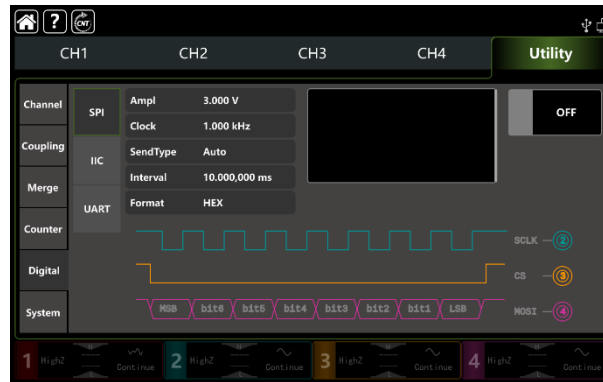 ? CNT
CH1 CH2 CH3 CH4 Utility
Channel SPI Ampl 3.000 V OFF
Clock 1.000 kHz
Coupling IIC SendType Auto
Interval 10.000,000 ms
Merge UART Format HEX
Counter SCLK ②
Digital CS ③
System MSB bit6 bit5 bit4 bit3 bit2 bit1 LSB MOSI ④
1 HighZ Continue 2 HighZ Continue 3 HighZ Continue 4 HighZ Continue